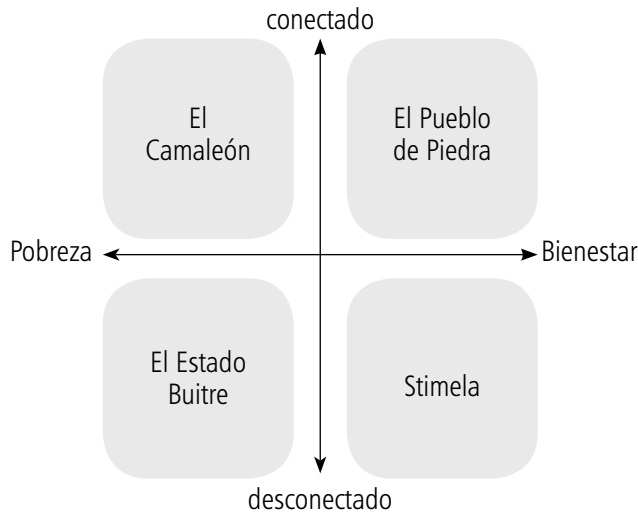 conectado
El
Camaleón
El Pueblo
de Piedra
Pobreza
Bienestar
El Estado
Buitre
Stimela
desconectado